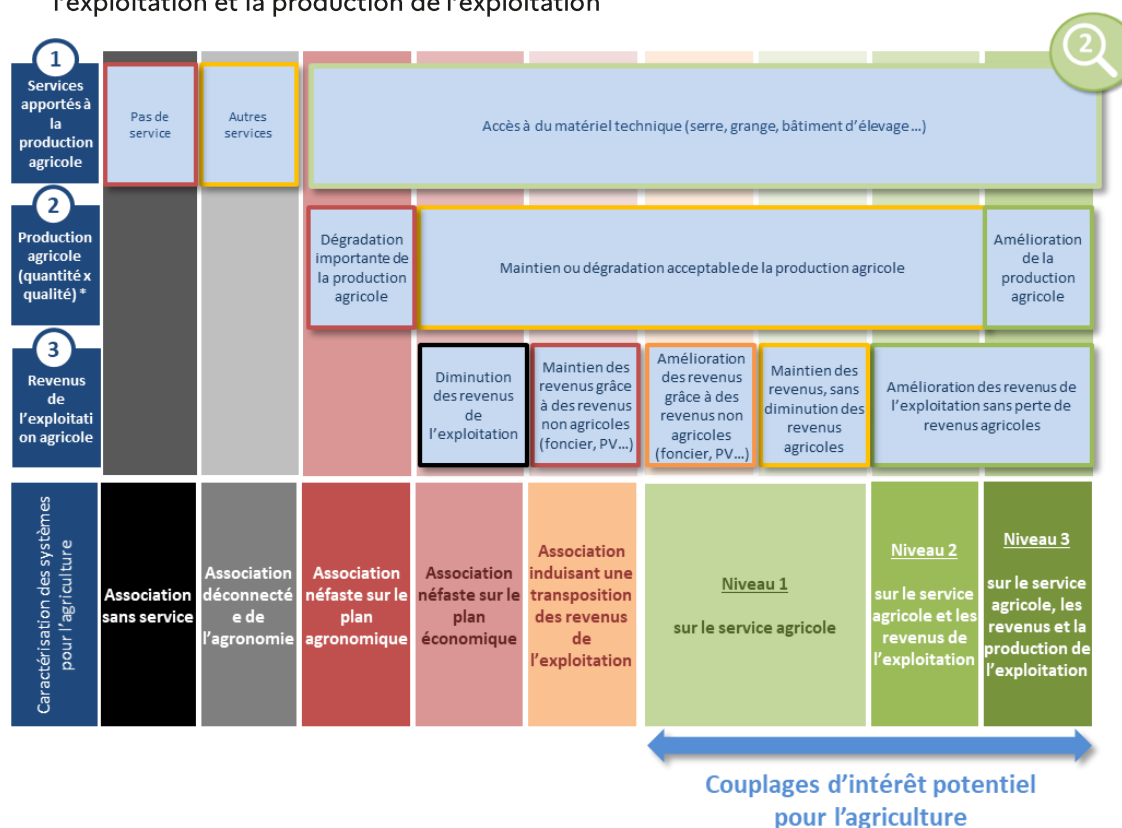 l'exploitation et la production de l'exploitation
2
1
Services
apportés à
la
production
agricole
Pas de
service
Autres
services
Accès à du matériel technique (serre, grange, bâtiment d'élevage...)
2
Production
agricole
(quantité x
qualité) *
Dégradation
importante de
la production
agricole
Maintien ou dégradation acceptable de la production agricole
Amélioration
de la
production
agricole
3
Revenus
de
l'exploitati
on agricole
Diminution
des revenus
de
l'exploitation
Maintien des
revenus grâce
à des revenus
non agricoles
(foncier, PV...)
Amélioration
des revenus
grâce à des
revenus non
agricoles
(foncier, PV...)
Maintien des
revenus, sans
diminution des
revenus
agricoles
Amélioration des revenus de
l'exploitation sans perte de
revenus agricoles
Caractérisation des systèmes
pour l'agriculture
Association
sans service
Association
déconnecté
e de
l'agronomie
Association
néfaste sur le
plan
agronomique
Association
néfaste sur le
plan
économique
Association
induisant une
transposition
des revenus
de
l'exploitation
Niveau 1
sur le service agricole
Niveau 2
sur le service
agricole et les
revenus de
l'exploitation
Niveau 3
sur le service
agricole, les
revenus et la
production de
l'exploitation
Couplages d'intérêt potentiel
pour l'agriculture